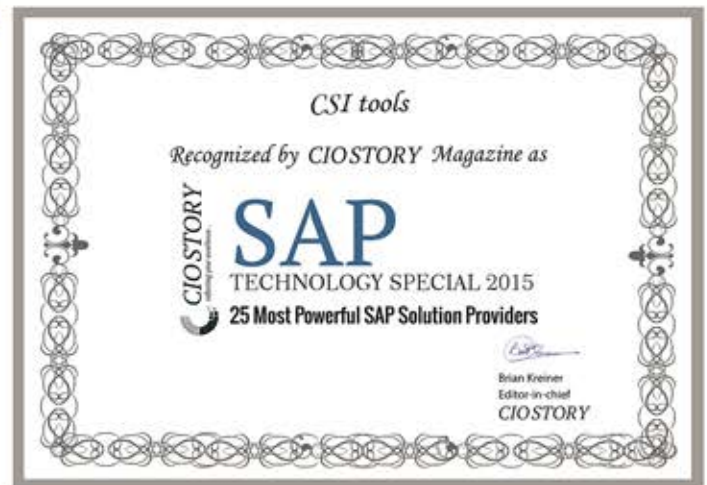 CSI tools
Recognized by CIOSTORY Magazine as
CIOSTORY
SAP
TECHNOLOGY SPECIAL 2015
25 Most Powerful SAP Solution Providers
Brian Kreiner
Editor-in-chief
CIOSTORY